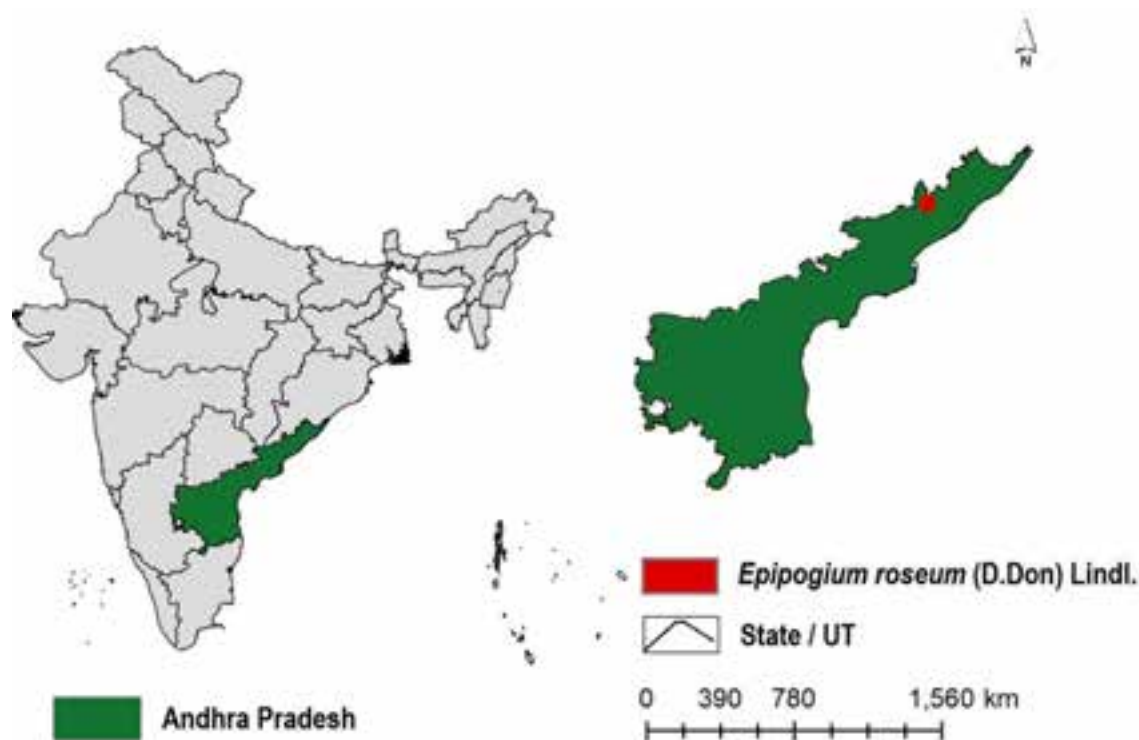 N
Epipogium roseum (D.Don) Lindl.
State / UT
0 390 780 1,560 km
Andhra Pradesh